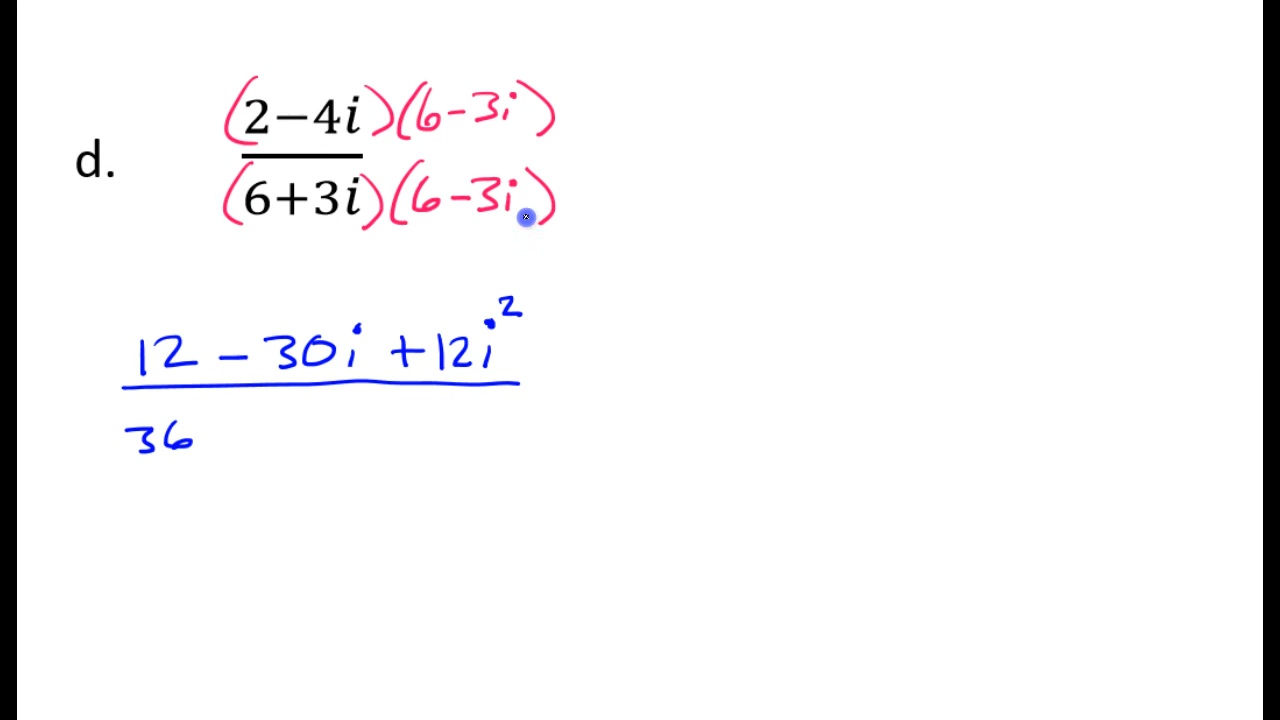 d. (2−4i)(6-3i)
(6+3i)(6-3i)
12 - 30i + 12i²
36